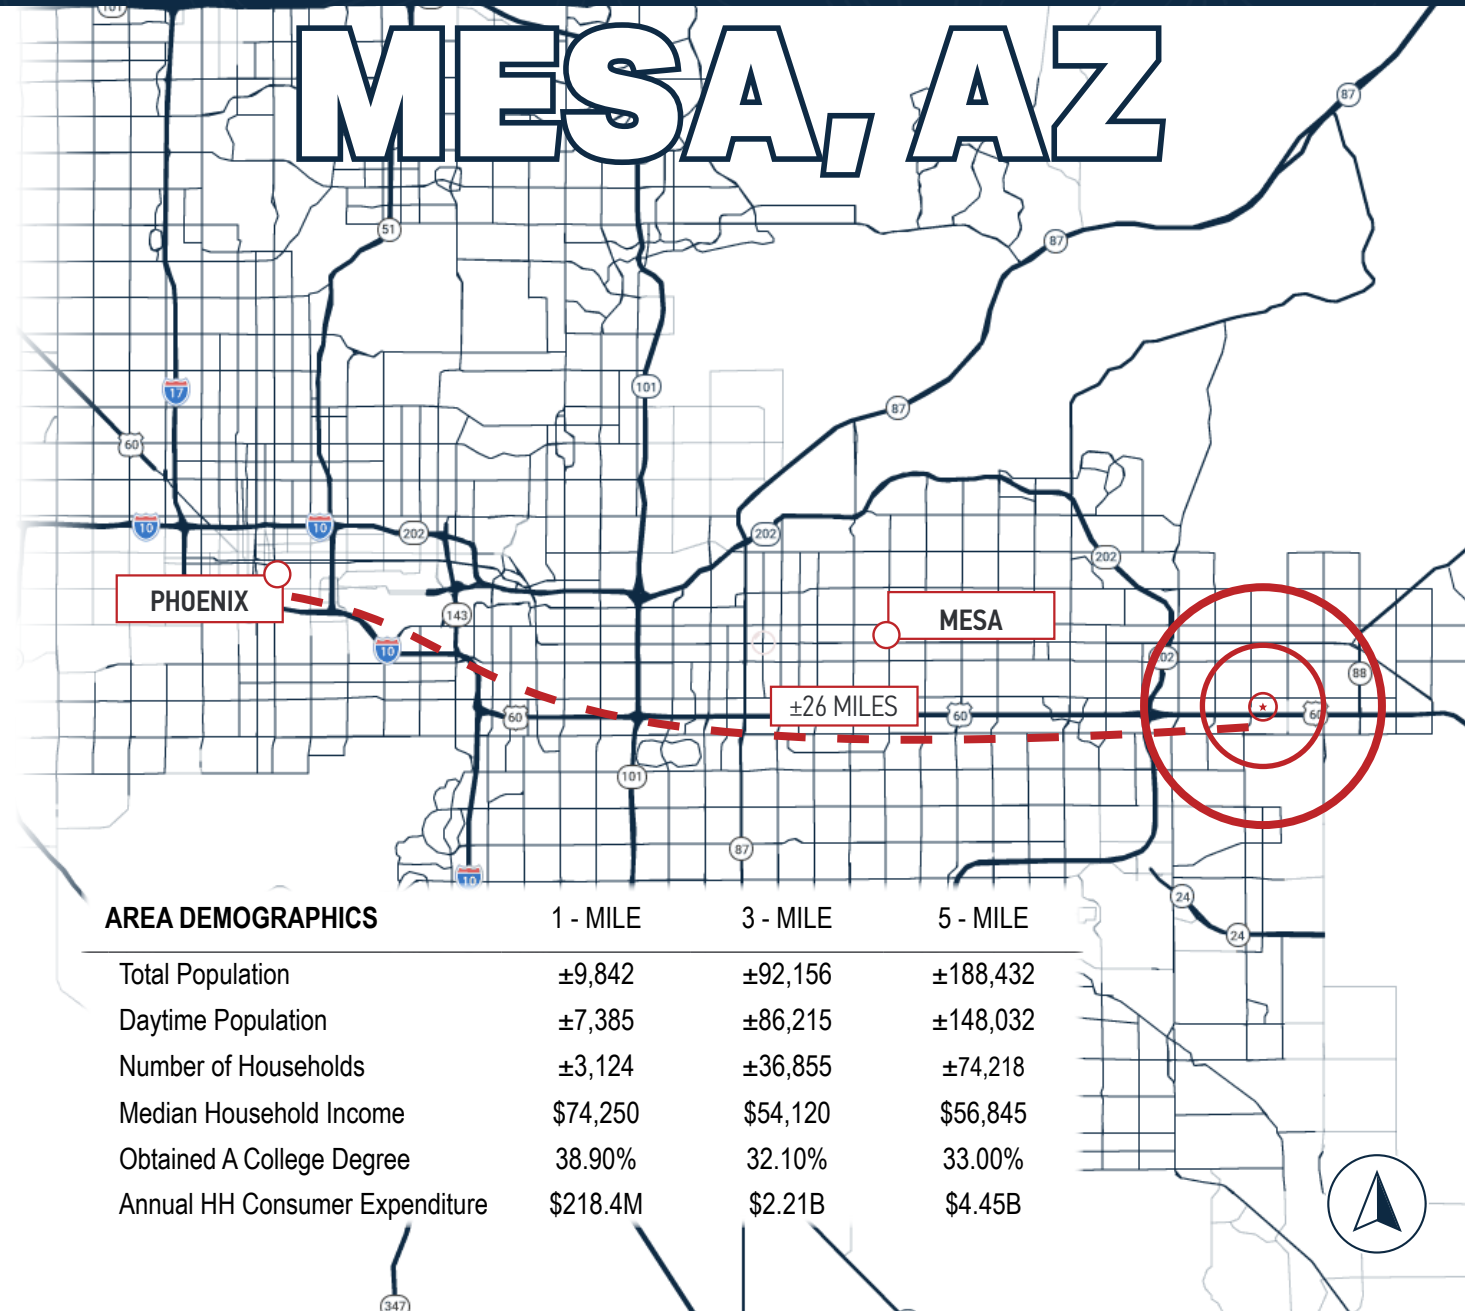 101
MESA, AZ
87
51
87
17
101
87
60
10
10
202
202
202
PHOENIX
143
MESA
10
202
88
±26 MILES
60
60
60
101
87
10
24
24
AREA DEMOGRAPHICS 1 - MILE 3 - MILE 5 - MILE
Total Population ±9,842 ±92,156 ±188,432
Daytime Population ±7,385 ±86,215 ±148,032
Number of Households ±3,124 ±36,855 ±74,218
Median Household Income $74,250 $54,120 $56,845
Obtained A College Degree 38.90% 32.10% 33.00%
Annual HH Consumer Expenditure $218.4M $2.21B $4.45B
347